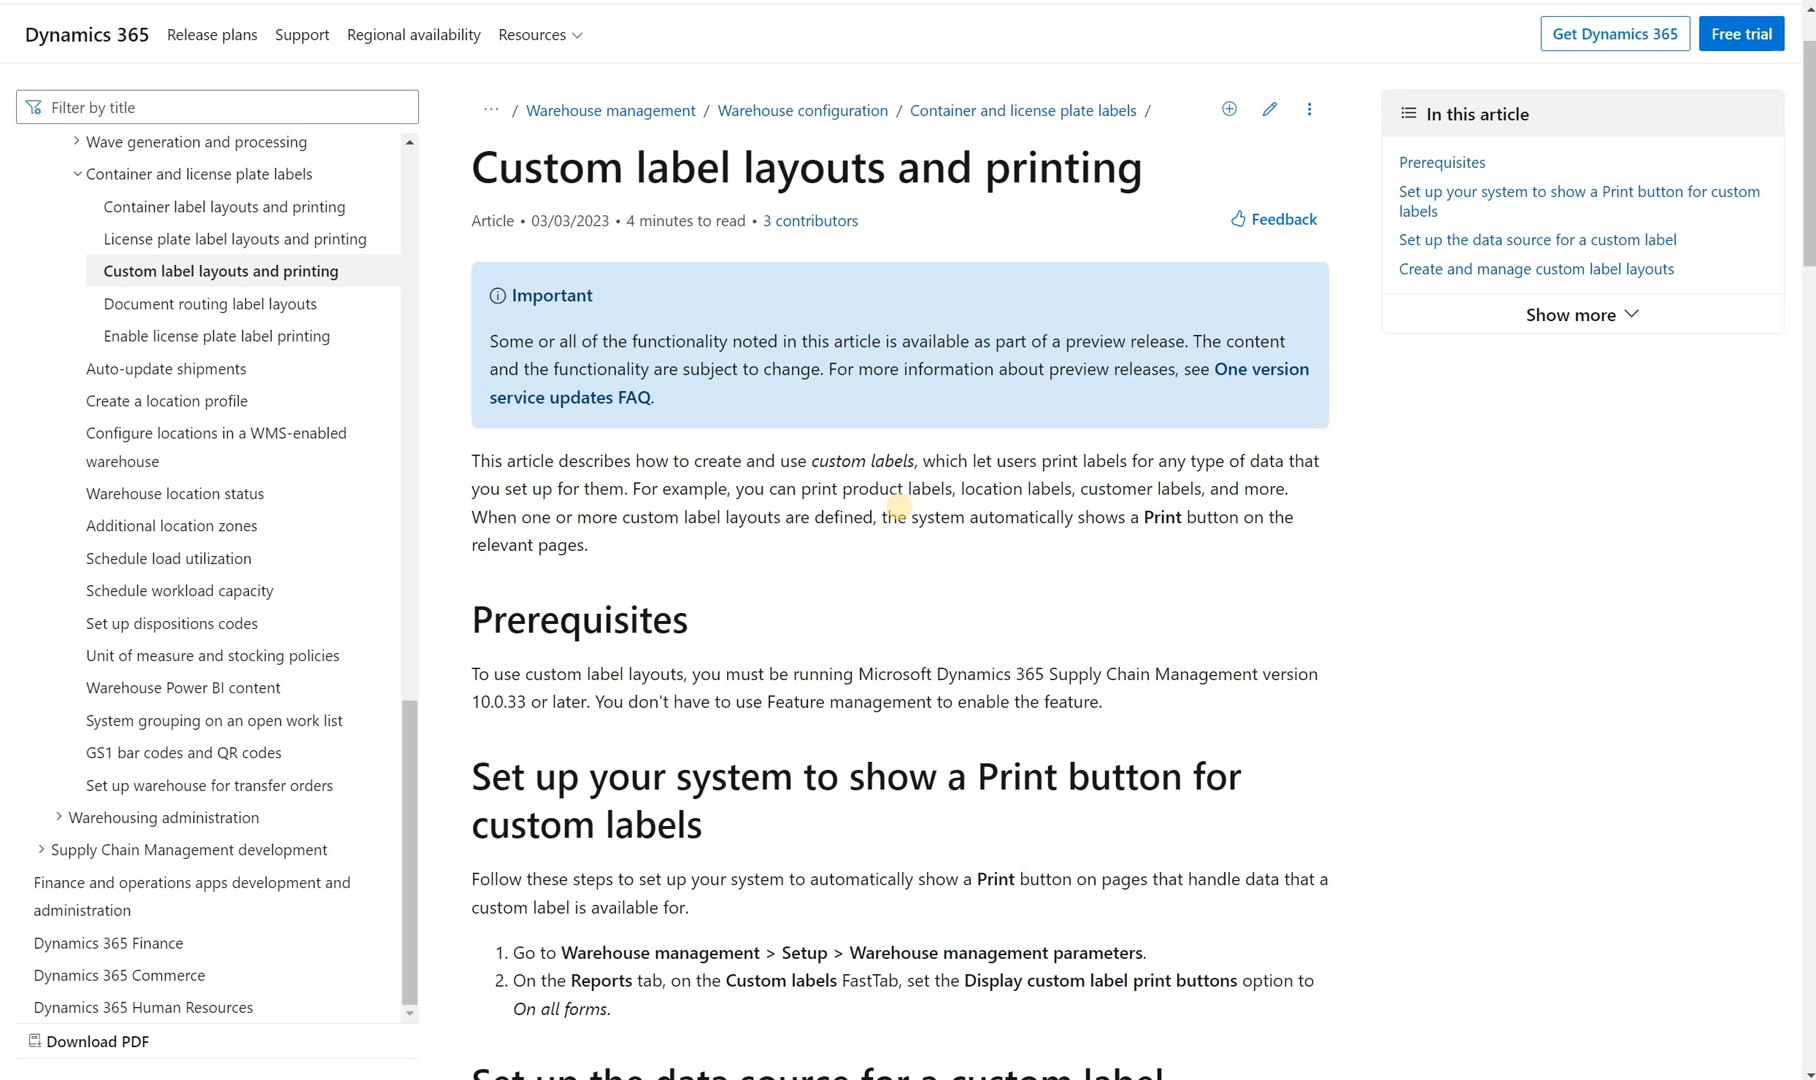 Dynamics 365 Release plans Support Regional availability Resources
Get Dynamics 365 Free trial
Filter by title
Wave generation and processing
Container and license plate labels
Container label layouts and printing
License plate label layouts and printing
Custom label layouts and printing
Document routing label layouts
Enable license plate label printing
Auto-update shipments
Create a location profile
Configure locations in a WMS-enabled
warehouse
Warehouse location status
Additional location zones
Schedule load utilization
Schedule workload capacity
Set up dispositions codes
Unit of measure and stocking policies
Warehouse Power BI content
System grouping on an open work list
GS1 bar codes and QR codes
Set up warehouse for transfer orders
Warehousing administration
Supply Chain Management development
Finance and operations apps development and
administration
Dynamics 365 Finance
Dynamics 365 Commerce
Dynamics 365 Human Resources
Download PDF
··· / Warehouse management / Warehouse configuration / Container and license plate labels /
Custom label layouts and printing
Article • 03/03/2023 • 4 minutes to read • 3 contributors
Feedback
Important
Some or all of the functionality noted in this article is available as part of a preview release. The content
and the functionality are subject to change. For more information about preview releases, see One version
service updates FAQ.
This article describes how to create and use custom labels, which let users print labels for any type of data that
you set up for them. For example, you can print product labels, location labels, customer labels, and more.
When one or more custom label layouts are defined, the system automatically shows a Print button on the
relevant pages.
Prerequisites
To use custom label layouts, you must be running Microsoft Dynamics 365 Supply Chain Management version
10.0.33 or later. You don't have to use Feature management to enable the feature.
Set up your system to show a Print button for
custom labels
Follow these steps to set up your system to automatically show a Print button on pages that handle data that a
custom label is available for.
1. Go to Warehouse management > Setup > Warehouse management parameters.
2. On the Reports tab, on the Custom labels FastTab, set the Display custom label print buttons option to
On all forms.
Set up the data source for a custom label
In this article
Prerequisites
Set up your system to show a Print button for custom
labels
Set up the data source for a custom label
Create and manage custom label layouts
Show more